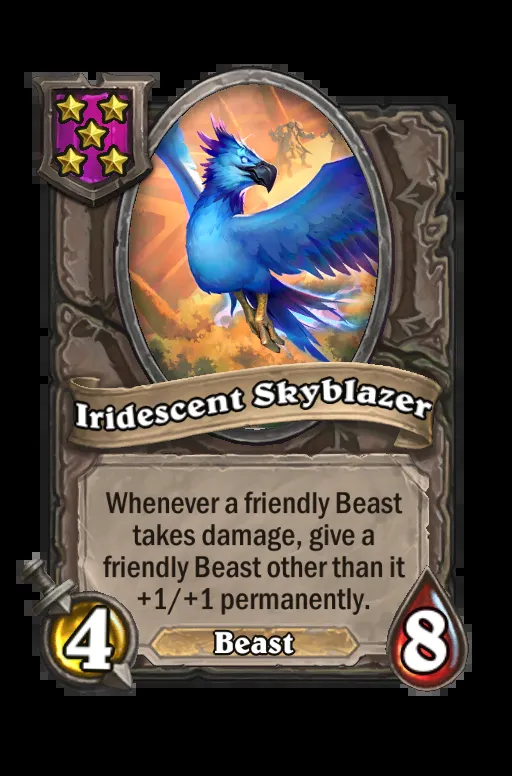 Iridescent Skyblazer
Whenever a friendly Beast
takes damage, give a
friendly Beast other than it
+1/+1 permanently.
4
Beast
8